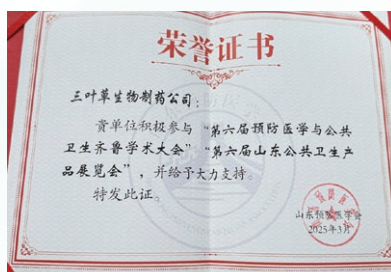 荣誉证书
三叶草生物制药公司：
贵单位积极参与“第六届预防医学与公共
卫生齐鲁学术大会”“第六届山东公共卫生产
品展览会”，并给予大力支持。
特发此证。
山东预防医学会
2025年3月